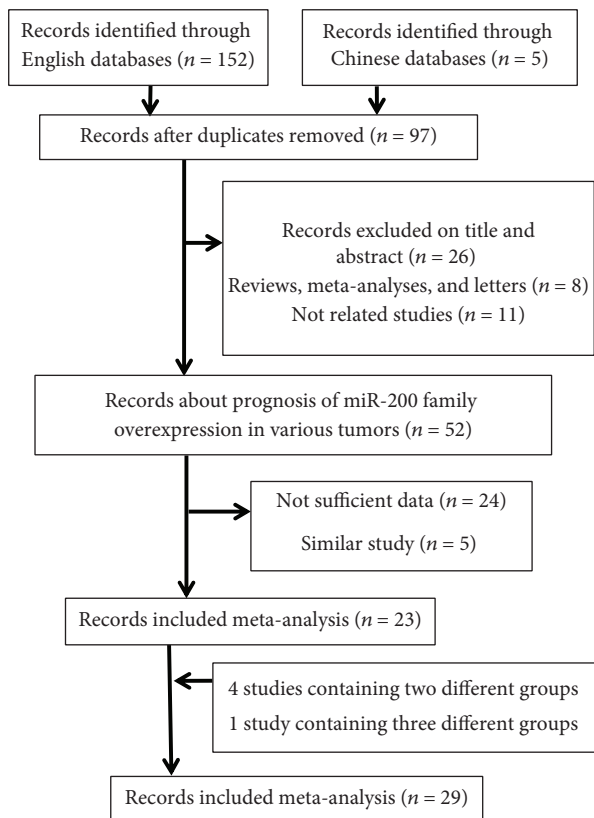 Records identified through
English databases (n = 152)
Records identified through
Chinese databases (n = 5)
Records after duplicates removed (n = 97)
Records excluded on title and
abstract (n = 26)
Reviews, meta-analyses, and letters (n = 8)
Not related studies (n = 11)
Records about prognosis of miR-200 family
overexpression in various tumors (n = 52)
Not sufficient data (n = 24)
Similar study (n = 5)
Records included meta-analysis (n = 23)
4 studies containing two different groups
1 study containing three different groups
Records included meta-analysis (n = 29)